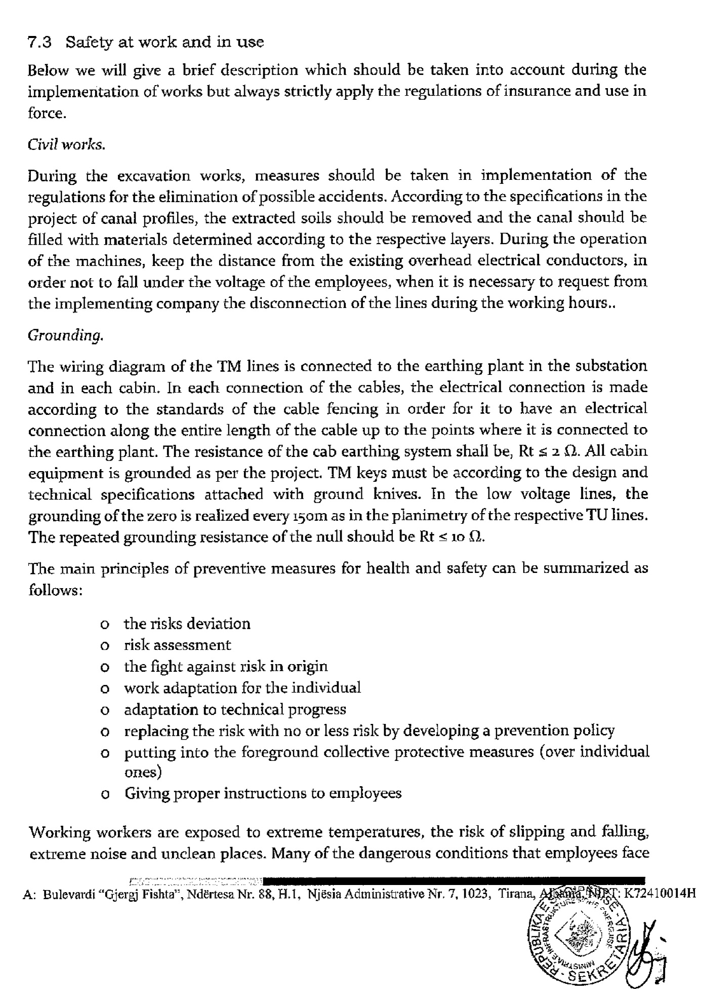 7.3 Safety at work and in use
Below we will give a brief description which should be taken into account during the
implementation of works but always strictly apply the regulations of insurance and use in
force.
Civil works.
During the excavation works, measures should be taken in implementation of the
regulations for the elimination of possible accidents. According to the specifications in the
project of canal profiles, the extracted soils should be removed and the canal should be
filled with materials determined according to the respective layers. During the operation
of the machines, keep the distance from the existing overhead electrical conductors, in
order not to fall under the voltage of the employees, when it is necessary to request from
the implementing company the disconnection of the lines during the working hours..
Grounding.
The wiring diagram of the TM lines is connected to the earthing plant in the substation
and in each cabin. In each connection of the cables, the electrical connection is made
according to the standards of the cable fencing in order for it to have an electrical
connection along the entire length of the cable up to the points where it is connected to
the earthing plant. The resistance of the cab earthing system shall be, Rt ≤ 2 Ω. All cabin
equipment is grounded as per the project. TM keys must be according to the design and
technical specifications attached with ground knives. In the low voltage lines, the
grounding of the zero is realized every 150m as in the planimetry of the respective TU lines.
The repeated grounding resistance of the null should be Rt ≤ 10 Ω.
The main principles of preventive measures for health and safety can be summarized as
follows:
o the risks deviation
o risk assessment
o the fight against risk in origin
o work adaptation for the individual
o adaptation to technical progress
o replacing the risk with no or less risk by developing a prevention policy
o putting into the foreground collective protective measures (over individual
ones)
o Giving proper instructions to employees
Working workers are exposed to extreme temperatures, the risk of slipping and falling,
extreme noise and unclean places. Many of the dangerous conditions that employees face
A: Bulevardi “Gjergj Fishta”, Ndërtesa Nr. 88, H.1, Njësia Administrative Nr. 7, 1023, Tirana, Albania, NIPT: K72410014H
REPUBLIKA E SHQIPËRISË - SEKRETARIA -
MINISTRIA E INFRASTRUKTURËS DHE ENERGJISË